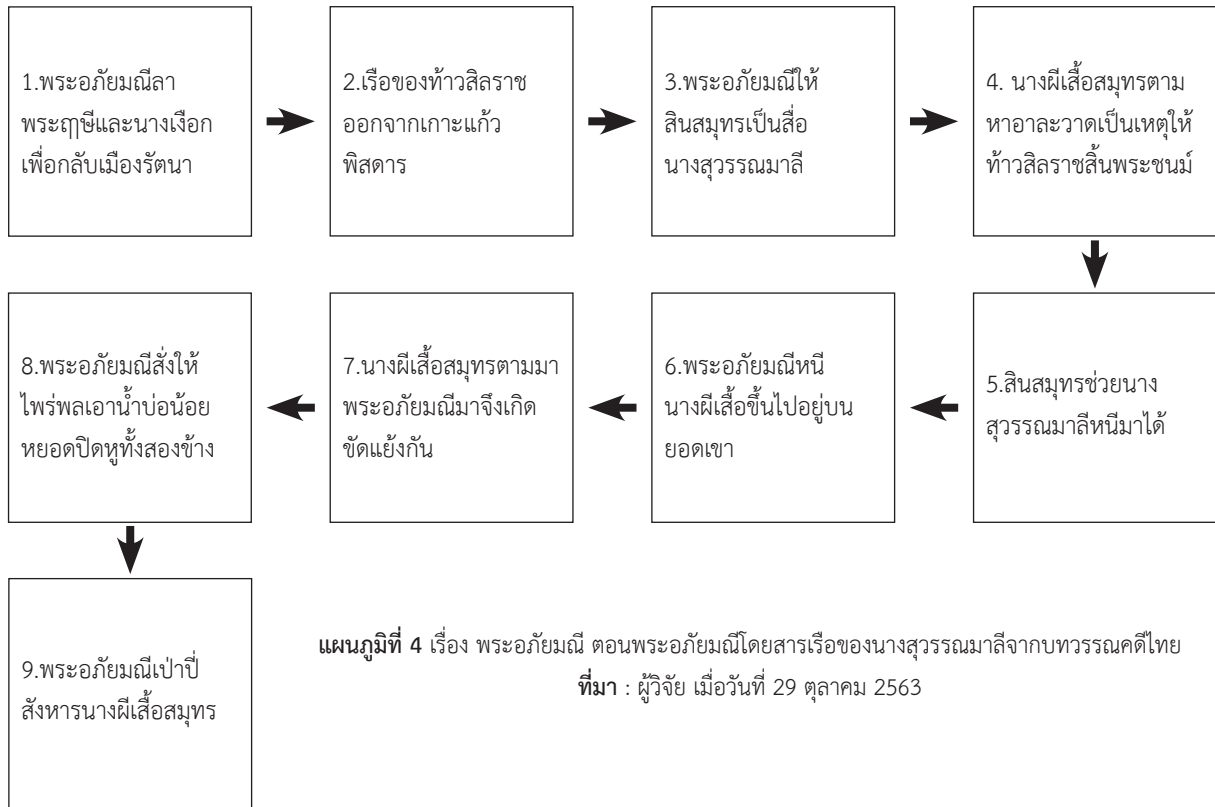 1.พระอภัยมณีลา
พระฤๅษีและนางเงือก
เพื่อกลับเมืองรัตนา
2.เรือของท้าวสิลราช
ออกจากเกาะแก้ว
พิสดาร
3.พระอภัยมณีให้
สินสมุทรเป็นสื่อ
นางสุวรรณมาลี
4. นางผีเสื้อสมุทรตาม
หาอาละวาดเป็นเหตุให้
ท้าวสิลราชสิ้นพระชนม์
5.สินสมุทรช่วยนาง
สุวรรณมาลีหนีมาได้
6.พระอภัยมณีหนี
นางผีเสื้อขึ้นไปอยู่บน
ยอดเขา
7.นางผีเสื้อสมุทรตามมา
พระอภัยมณีมาจึงเกิด
ขัดแย้งกัน
8.พระอภัยมณีสั่งให้
ไพร่พลเอาน้ำบ่อน้อย
หยอดปิดหูทั้งสองข้าง
9.พระอภัยมณีเป่าปี่
สังหารนางผีเสื้อสมุทร
แผนภูมิที่ 4 เรื่อง พระอภัยมณี ตอนพระอภัยมณีโดยสารเรือของนางสุวรรณมาลีจากบทวรรณคดีไทย
ที่มา : ผู้วิจัย เมื่อวันที่ 29 ตุลาคม 2563